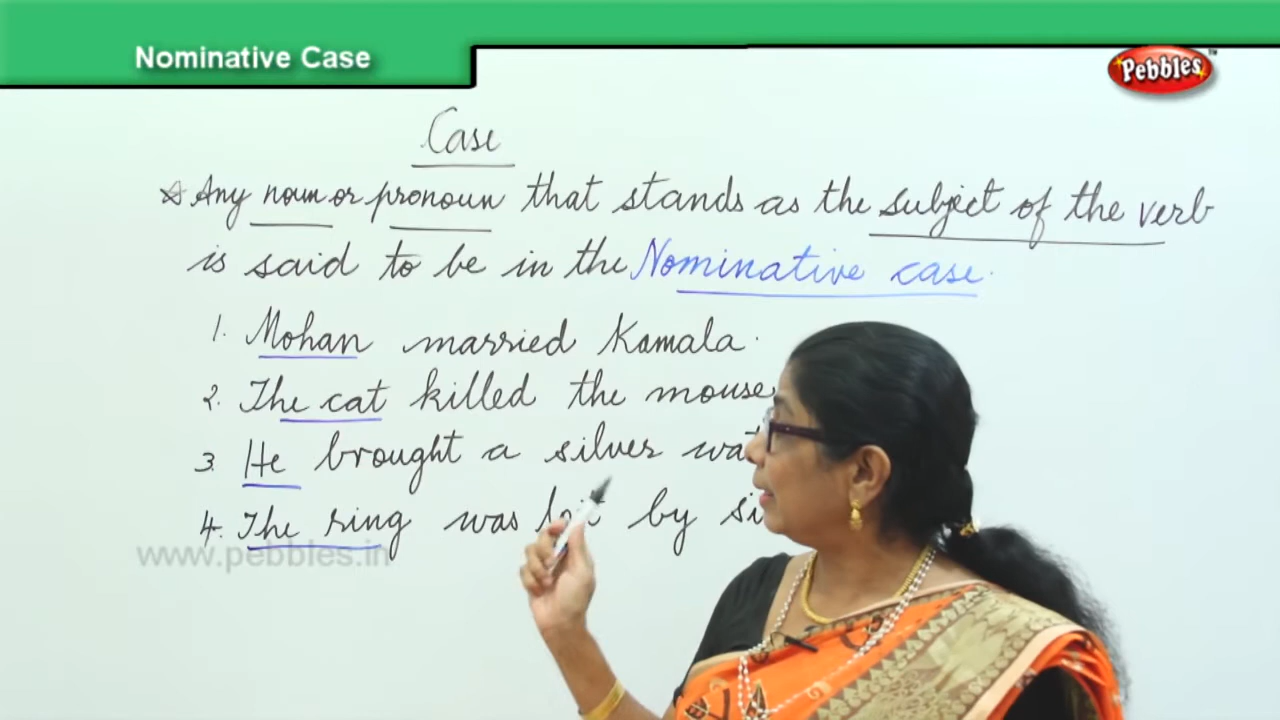 Nominative Case
Pebbles™
Case
Any noun or pronoun that stands as the subject of the verb
is said to be in the Nominative case.
1. Mohan married Kamala.
2. The cat killed the mouse
3. He brought a silver
4. The ring was by
www.pebbles.in